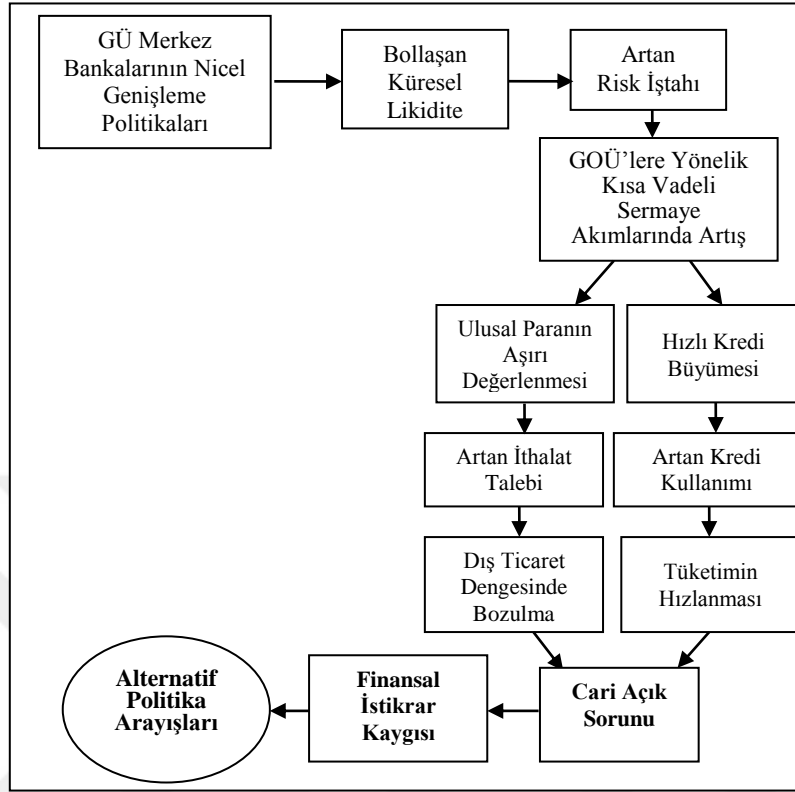 GÜ Merkez
Bankalarının Nicel
Genişleme
Politikaları
Bollaşan
Küresel
Likidite
Artan
Risk İştahı
GOÜ’lere Yönelik
Kısa Vadeli
Sermaye
Akımlarında Artış
Ulusal Paranın
Aşırı
Değerlenmesi
Hızlı Kredi
Büyümesi
Artan İthalat
Talebi
Artan Kredi
Kullanımı
Dış Ticaret
Dengesinde
Bozulma
Tüketimin
Hızlanması
Cari Açık
Sorunu
Finansal
İstikrar
Kaygısı
Alternatif
Politika
Arayışları